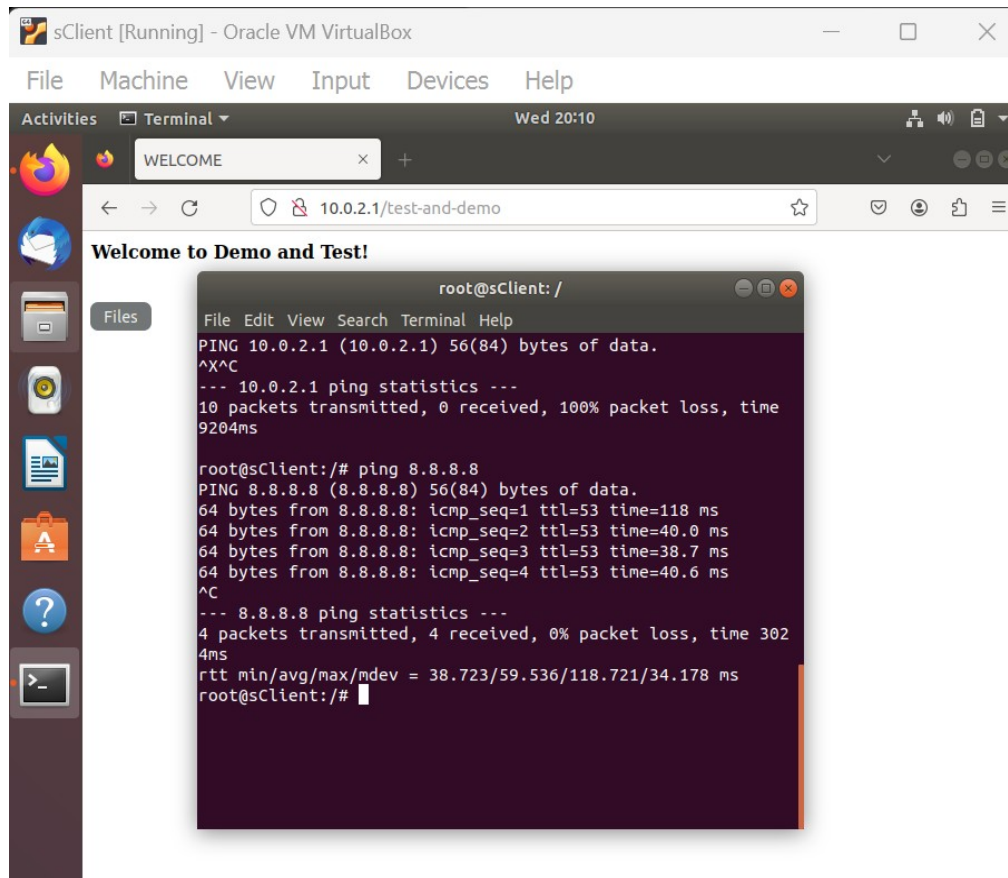 sClient [Running] - Oracle VM VirtualBox
File Machine View Input Devices Help
Activities Terminal Wed 20:10
WELCOME
10.0.2.1/test-and-demo
Welcome to Demo and Test!
Files
root@sClient: /
File Edit View Search Terminal Help
PING 10.0.2.1 (10.0.2.1) 56(84) bytes of data.
^X^C
--- 10.0.2.1 ping statistics ---
10 packets transmitted, 0 received, 100% packet loss, time
9204ms
root@sClient:/# ping 8.8.8.8
PING 8.8.8.8 (8.8.8.8) 56(84) bytes of data.
64 bytes from 8.8.8.8: icmp_seq=1 ttl=53 time=118 ms
64 bytes from 8.8.8.8: icmp_seq=2 ttl=53 time=40.0 ms
64 bytes from 8.8.8.8: icmp_seq=3 ttl=53 time=38.7 ms
64 bytes from 8.8.8.8: icmp_seq=4 ttl=53 time=40.6 ms
^C
--- 8.8.8.8 ping statistics ---
4 packets transmitted, 4 received, 0% packet loss, time 302
4ms
rtt min/avg/max/mdev = 38.723/59.536/118.721/34.178 ms
root@sClient:/#